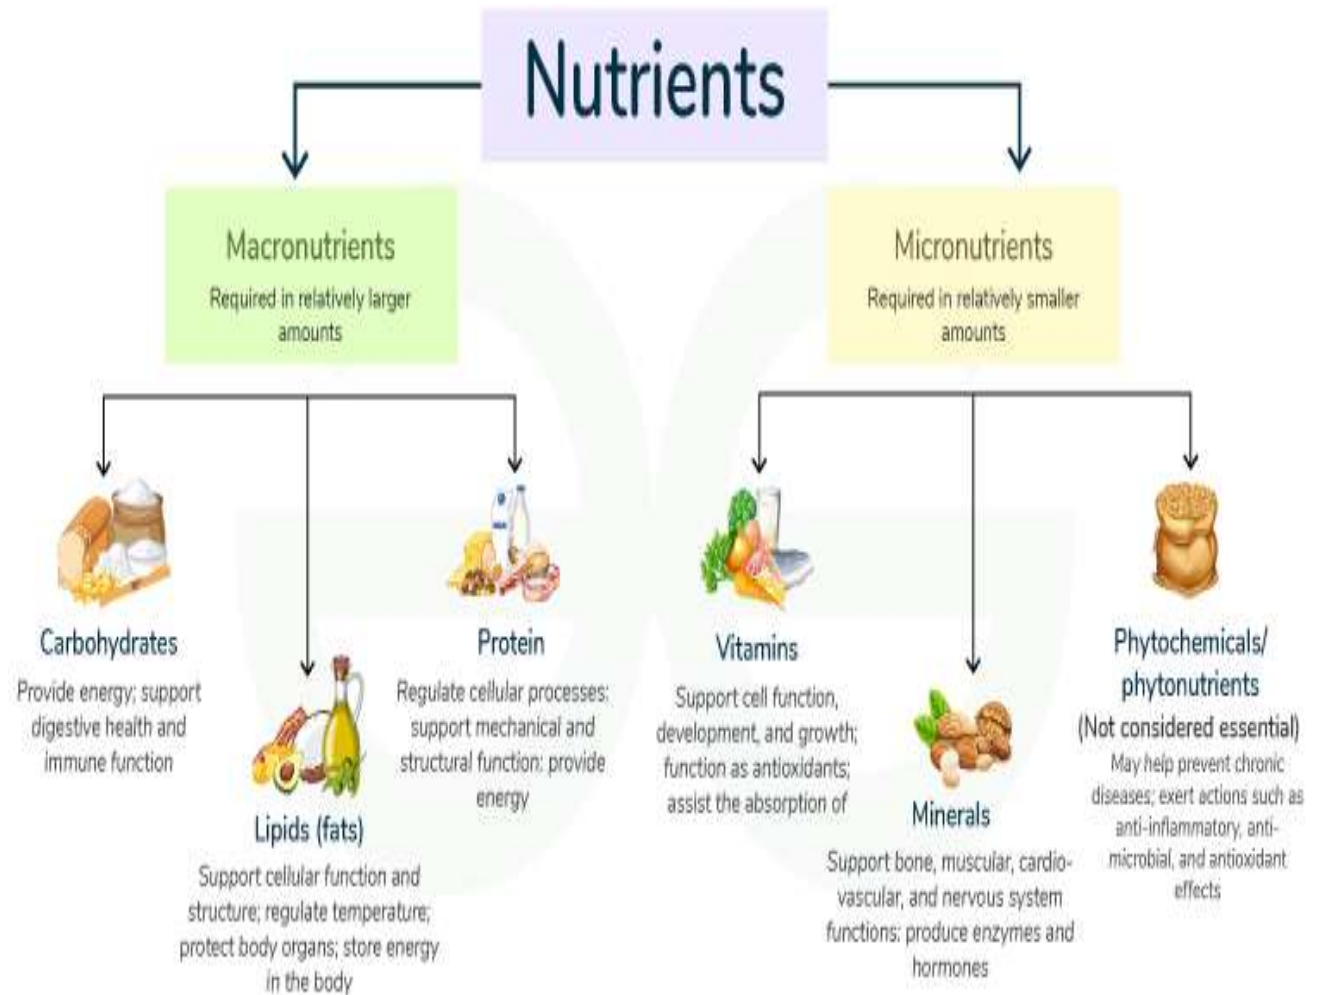 Nutrients
Macronutrients
Required in relatively larger
amounts
Micronutrients
Required in relatively smaller
amounts
Carbohydrates
Provide energy; support
digestive health and
immune function
Lipids (fats)
Support cellular function and
structure; regulate temperature;
protect body organs; store energy
in the body
Protein
Regulate cellular processes;
support mechanical and
structural function; provide
energy
Vitamins
Support cell function,
development, and growth;
function as antioxidants;
assist the absorption of
Minerals
Support bone, muscular, cardio-
vascular, and nervous system
functions; produce enzymes and
hormones
Phytochemicals/
phytonutrients
(Not considered essential)
May help prevent chronic
diseases; exert actions such as
anti-inflammatory, anti-
microbial, and antioxidant
effects